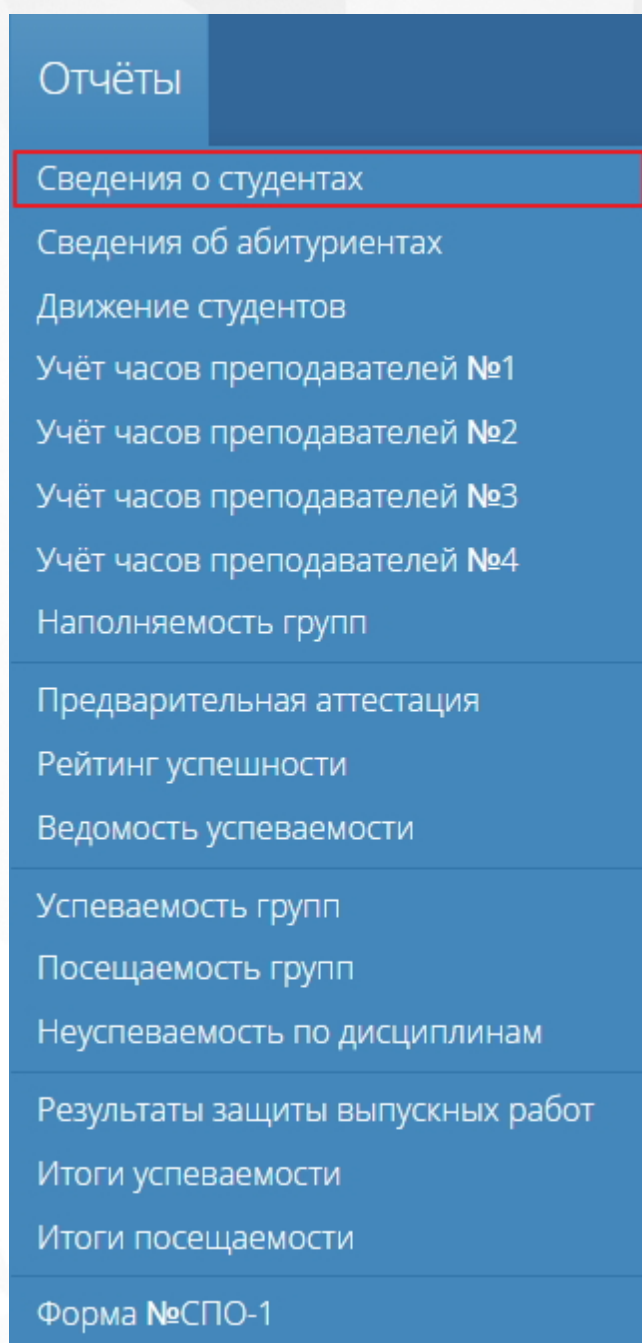 Отчёты
Сведения о студентах
Сведения об абитуриентах
Движение студентов
Учёт часов преподавателей №1
Учёт часов преподавателей №2
Учёт часов преподавателей №3
Учёт часов преподавателей №4
Наполняемость групп
Предварительная аттестация
Рейтинг успешности
Ведомость успеваемости
Успеваемость групп
Посещаемость групп
Неуспеваемость по дисциплинам
Результаты защиты выпускных работ
Итоги успеваемости
Итоги посещаемости
Форма №СПО-1